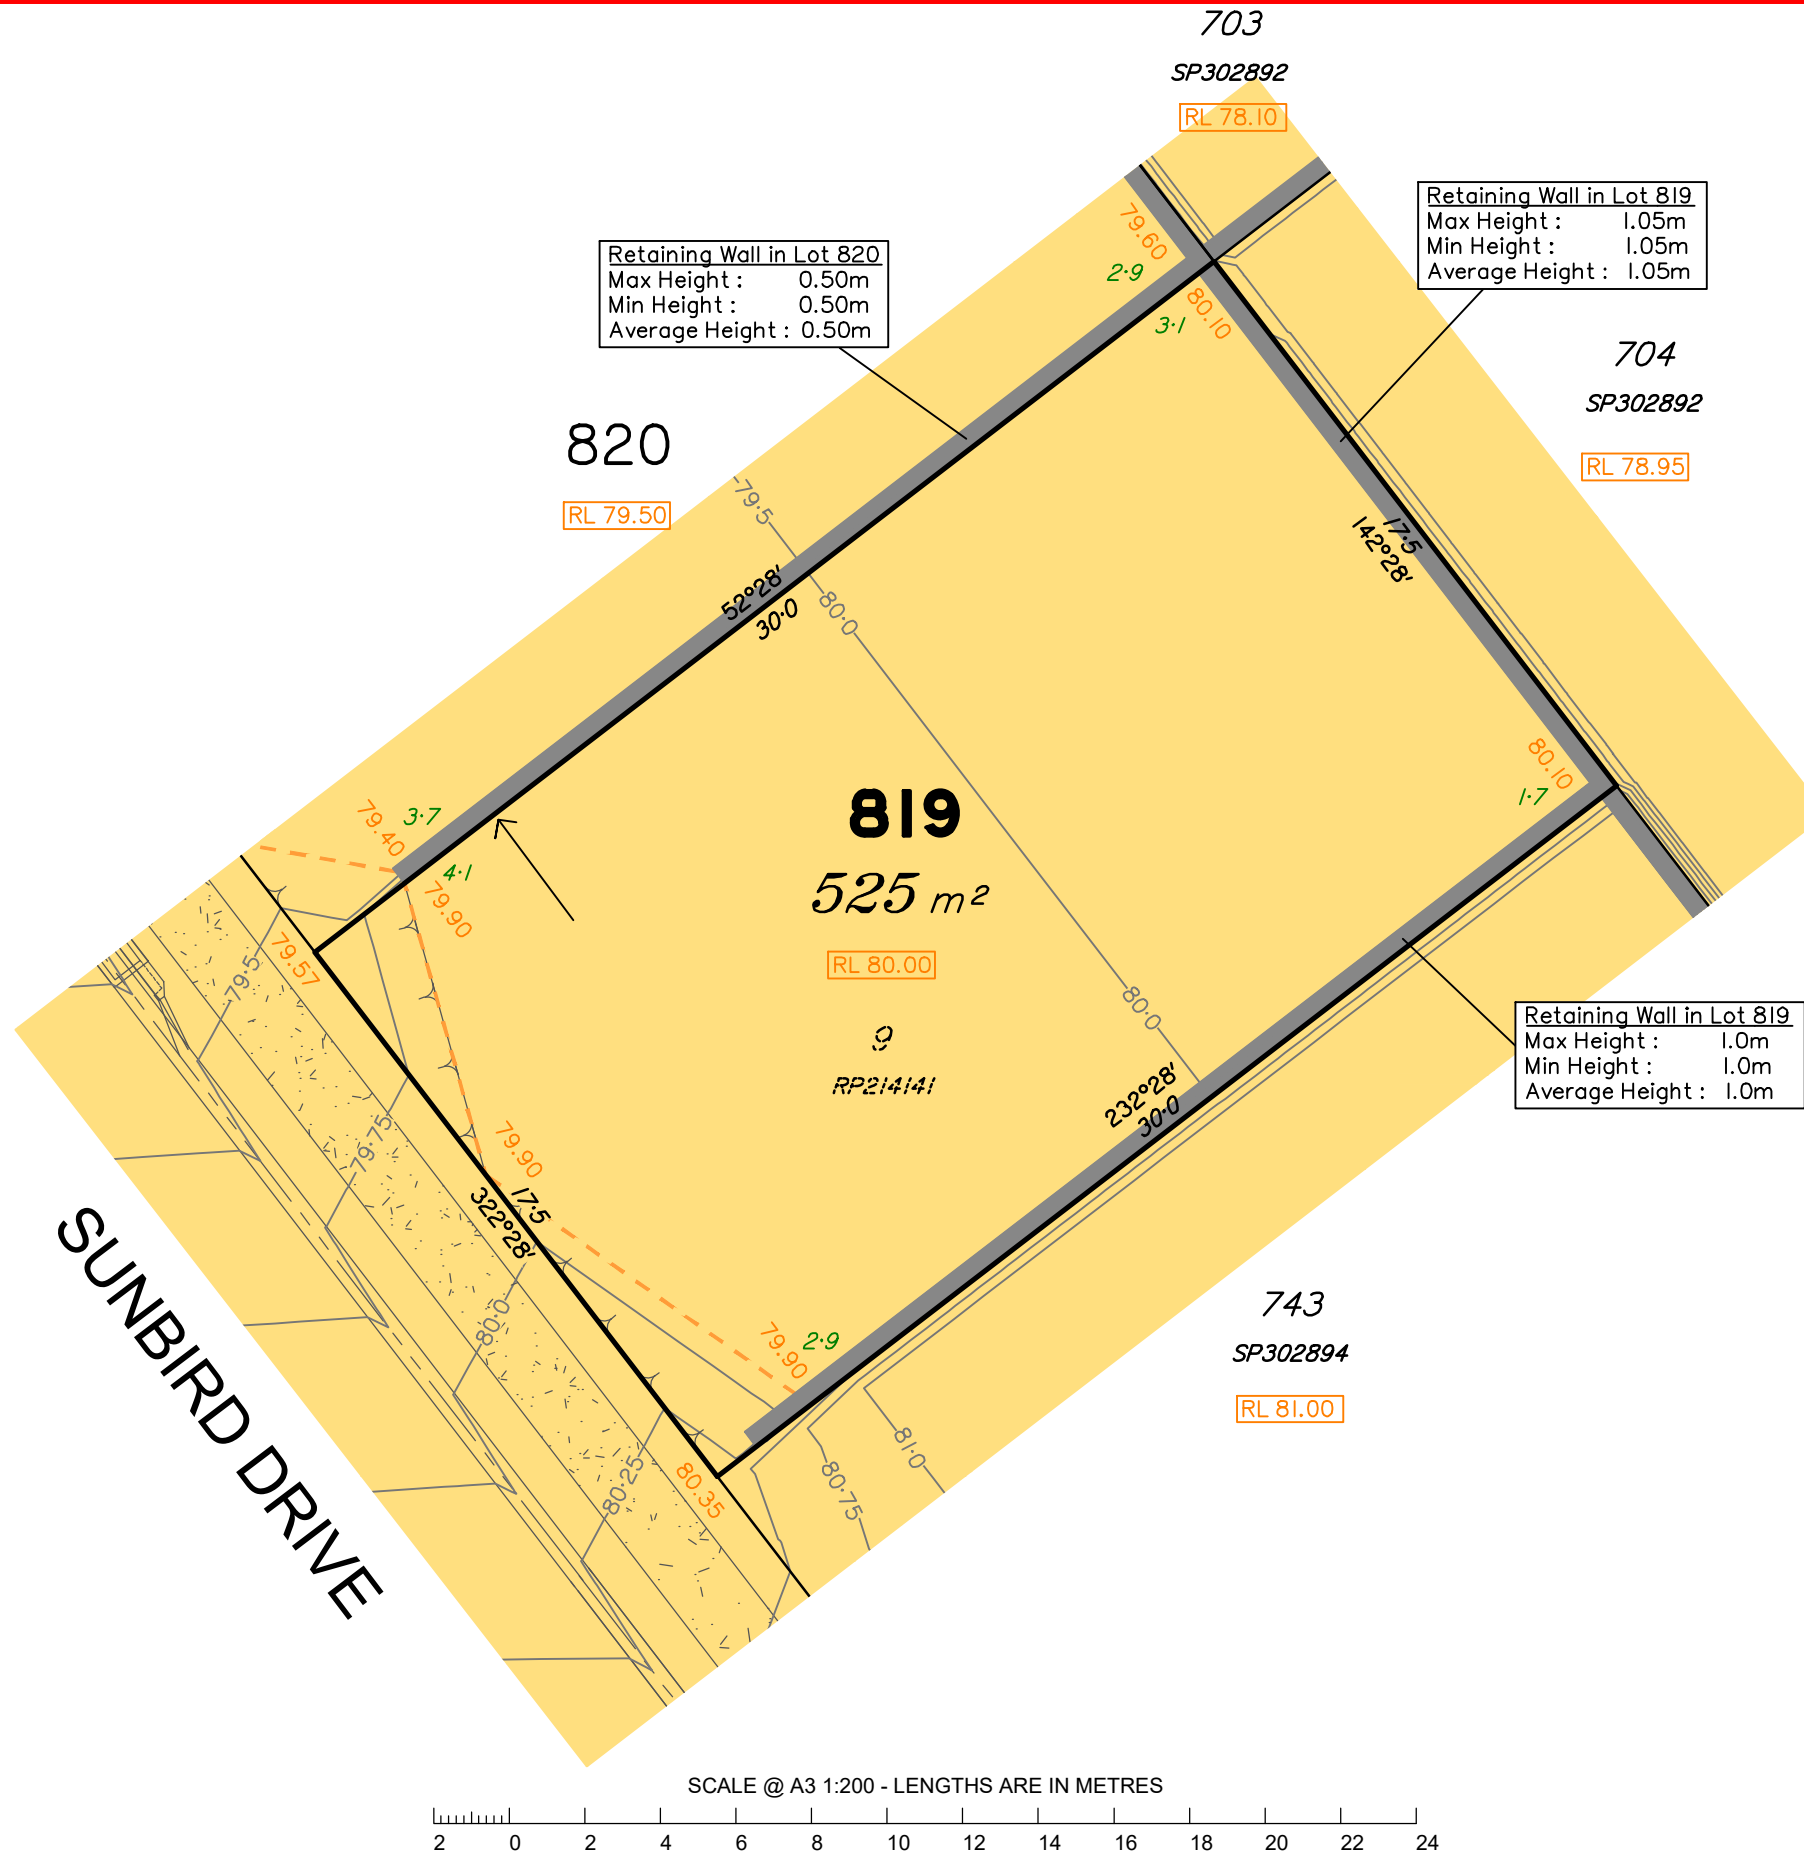 703
SP302892
RL 78.10
Retaining Wall in Lot 819
Max Height : 1.05m
Min Height : 1.05m
Average Height : 1.05m
Retaining Wall in Lot 820
Max Height : 0.50m
Min Height : 0.50m
Average Height : 0.50m
79.60
2·9
80.10
3·1
704
SP302892
RL 78.95
820
RL 79.50
79·5
17·5
142°28'
52°28'
30·0
80·0
80.10
1·7
819
525 m²
RL 80.00
9
RP214141
79.40
3·7
4·1
79.90
79.57
79·5
80·0
Retaining Wall in Lot 819
Max Height : 1.0m
Min Height : 1.0m
Average Height : 1.0m
232°28'
30·0
79·75
79.90
17·5
322°28'
SUNBIRD DRIVE
80·0
79.90
2·9
743
SP302894
RL 81.00
81·0
80·75
80·25
80.35
SCALE @ A3 1:200 - LENGTHS ARE IN METRES
2 0 2 4 6 8 10 12 14 16 18 20 22 24